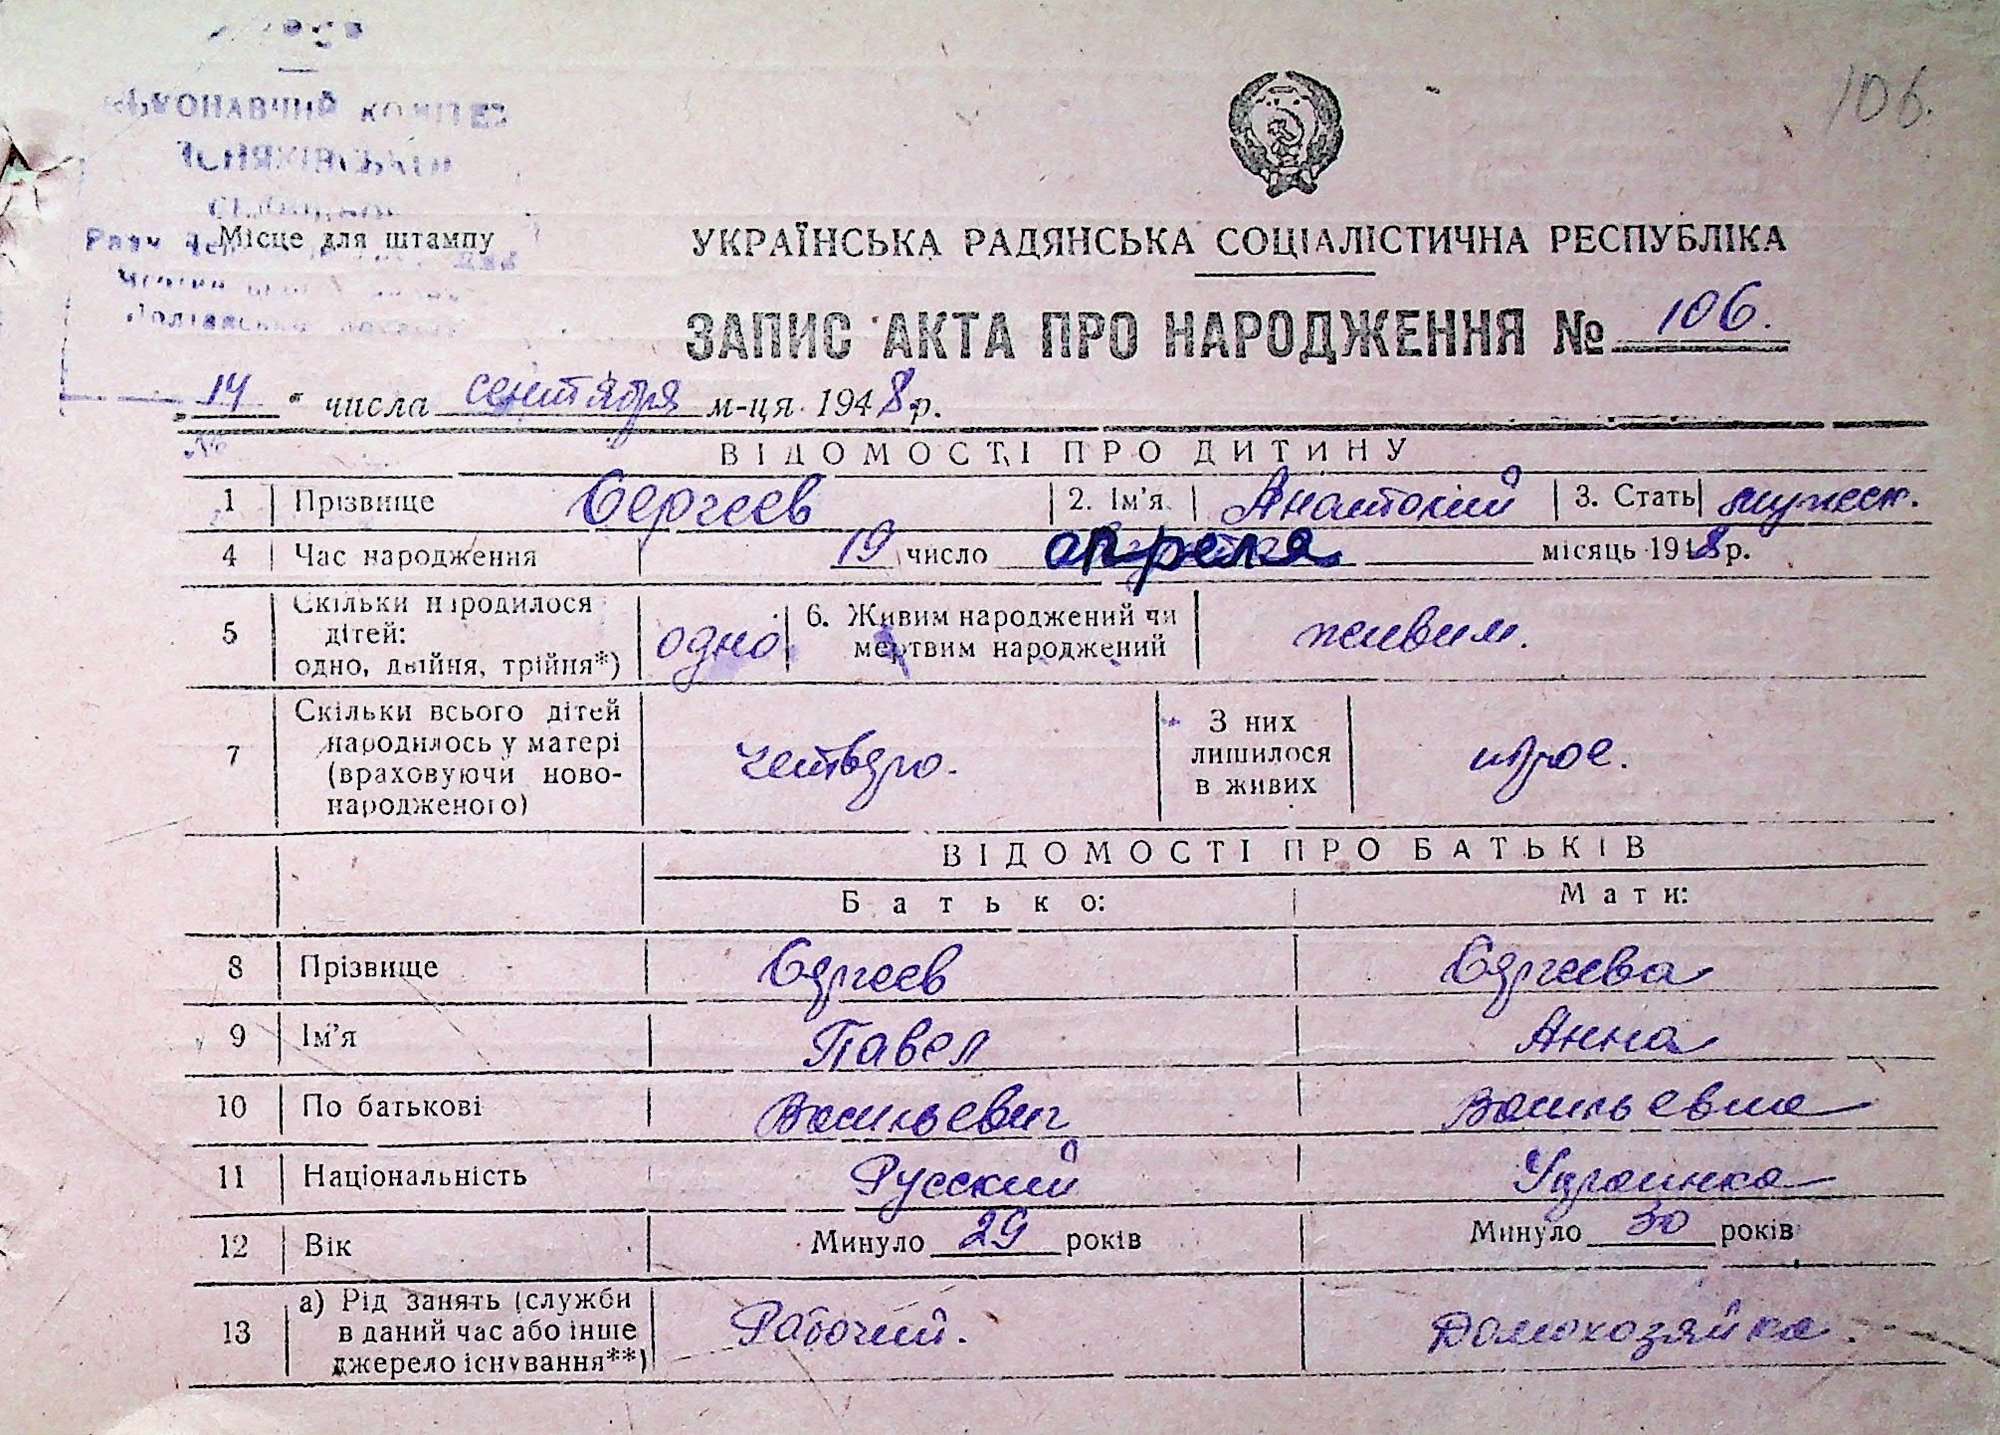 106.
ВИКОНАВЧИЙ КОМІТЕТ
Місце для штампу
УКРАЇНСЬКА РАДЯНСЬКА СОЦІАЛІСТИЧНА РЕСПУБЛІКА
ЗАПИС АКТА ПРО НАРОДЖЕННЯ № 106.
„14“ числа сентября м-ця 1948 р.
ВІДОМОСТІ ПРО ДИТИНУ
1 Прізвище Сергеев 2. Ім'я Анатолий 3. Стать мужеск.
4 Час народження 19 число апреля місяць 1948 р.
5 Скільки народилося
дітей:
одно, двійня, трійня*) одно 6. Живим народжений чи
мертвим народжений живим.
7 Скільки всього дітей
народилось у матері
(враховуючи ново-
народженого) четверо. З них
лишилося
в живих трое.
ВІДОМОСТІ ПРО БАТЬКІВ
Батько: Мати:
8 Прізвище Сергеев Сергеева
9 Ім'я Павел Анна
10 По батькові Васильевич Васильевна
11 Національність Русский Украинка
12 Вік Минуло 29 років Минуло 30 років
13 а) Рід занять (служби
в даний час або інше
джерело існування**) Рабочий. Домохозяйка.